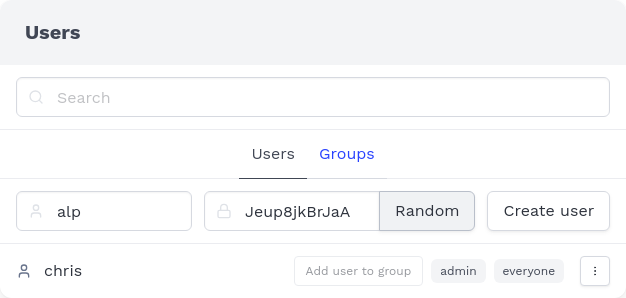 Users
Search
Users Groups
alp Jeup8jkBrJaA Random Create user
chris Add user to group admin everyone